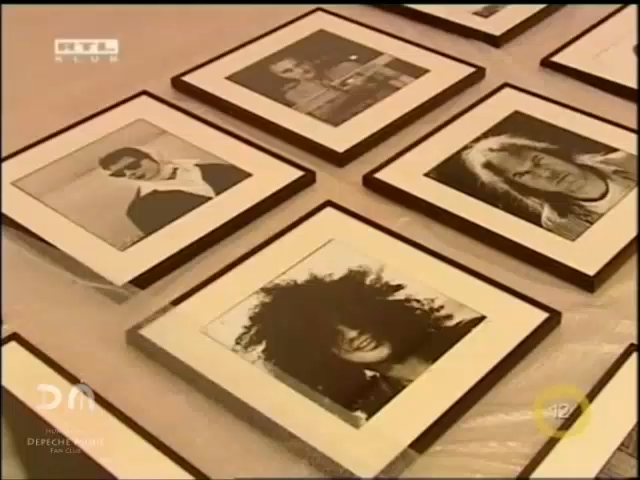 RTL
KLUB
12
DM
DEPECHE MODE
FAN CLUB